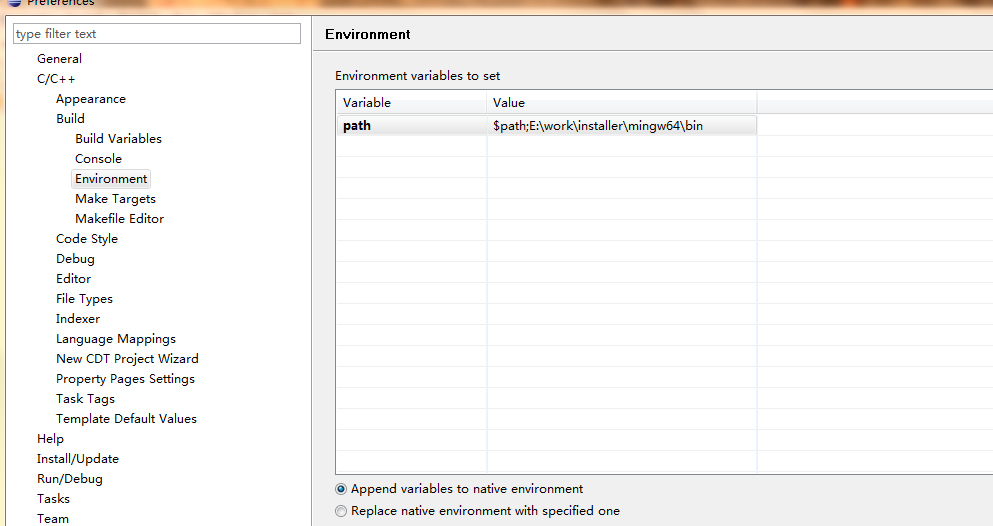 Preferences
type filter text
General
C/C++
Appearance
Build
Build Variables
Console
Environment
Make Targets
Makefile Editor
Code Style
Debug
Editor
File Types
Indexer
Language Mappings
New CDT Project Wizard
Property Pages Settings
Task Tags
Template Default Values
Help
Install/Update
Run/Debug
Tasks
Team
Environment
Environment variables to set
Variable Value
path $path;E:\work\installer\mingw64\bin
Append variables to native environment
Replace native environment with specified one